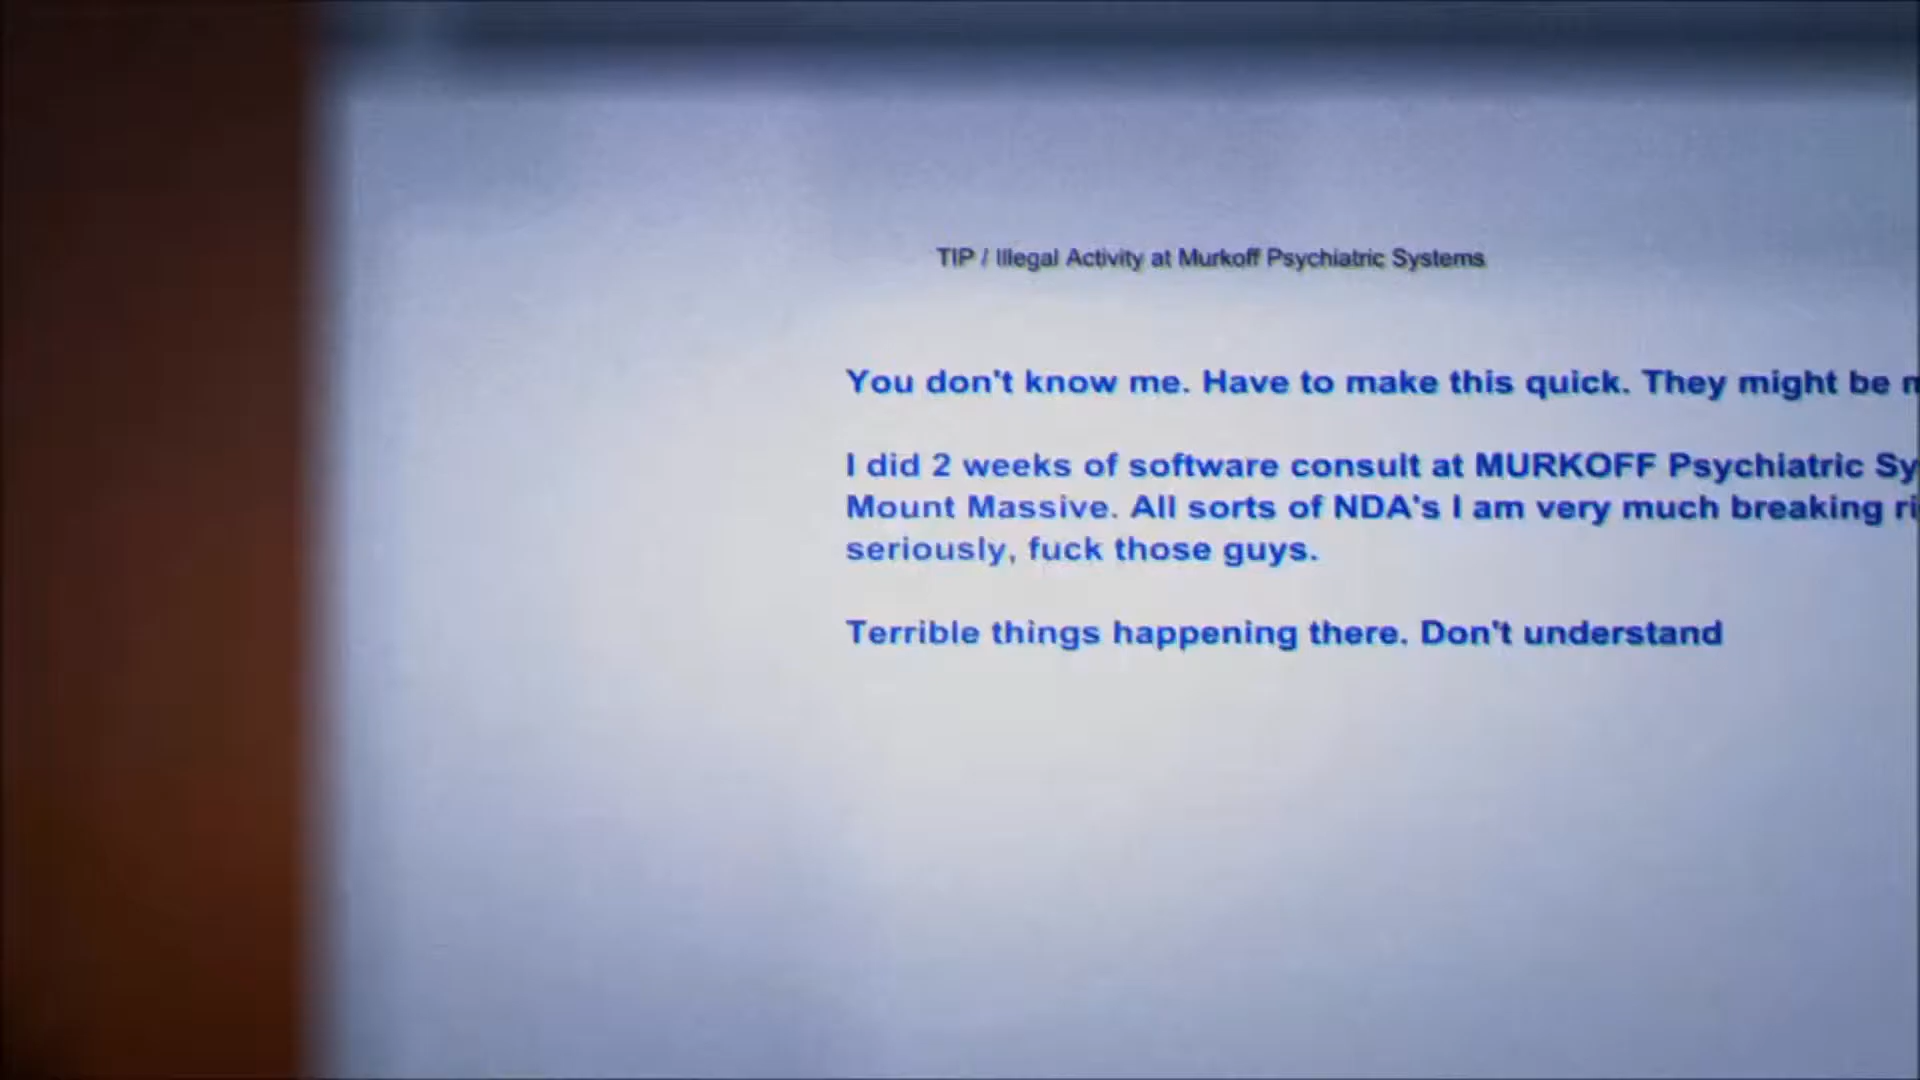 TIP / Illegal Activity at Murkoff Psychiatric Systems
You don't know me. Have to make this quick. They might be
I did 2 weeks of software consult at MURKOFF Psychiatric Sy
Mount Massive. All sorts of NDA's I am very much breaking ri
seriously, fuck those guys.
Terrible things happening there. Don't understand